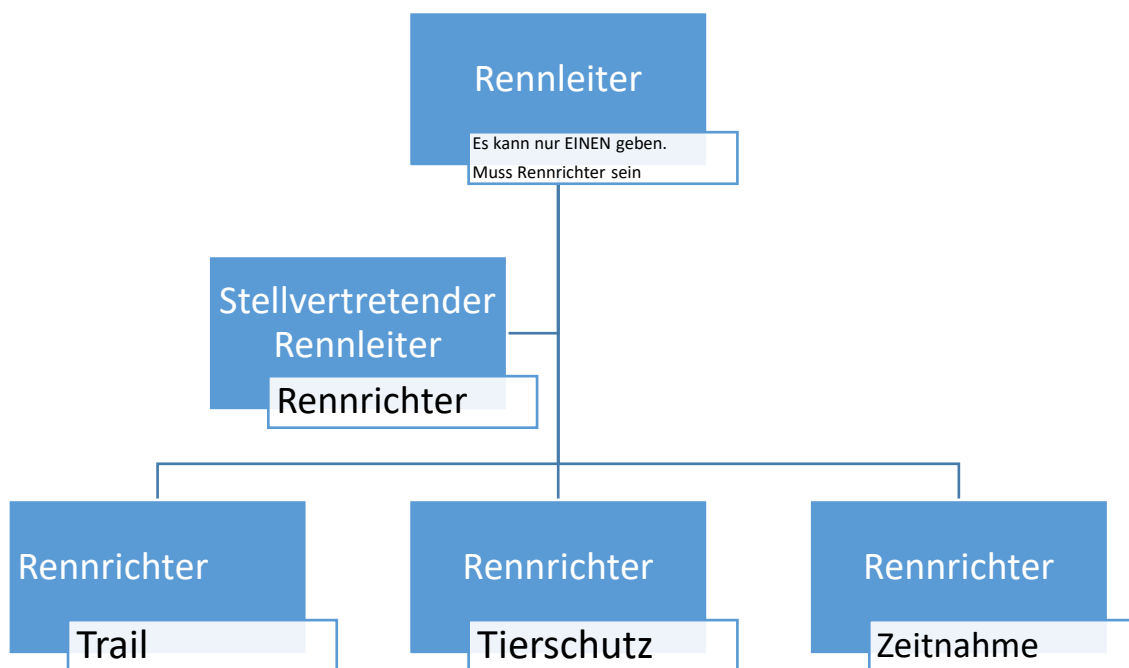 Rennleiter
Es kann nur EINEN geben.
Muss Rennrichter sein
Stellvertretender
Rennleiter
Rennrichter
Rennrichter
Trail
Rennrichter
Tierschutz
Rennrichter
Zeitnahme